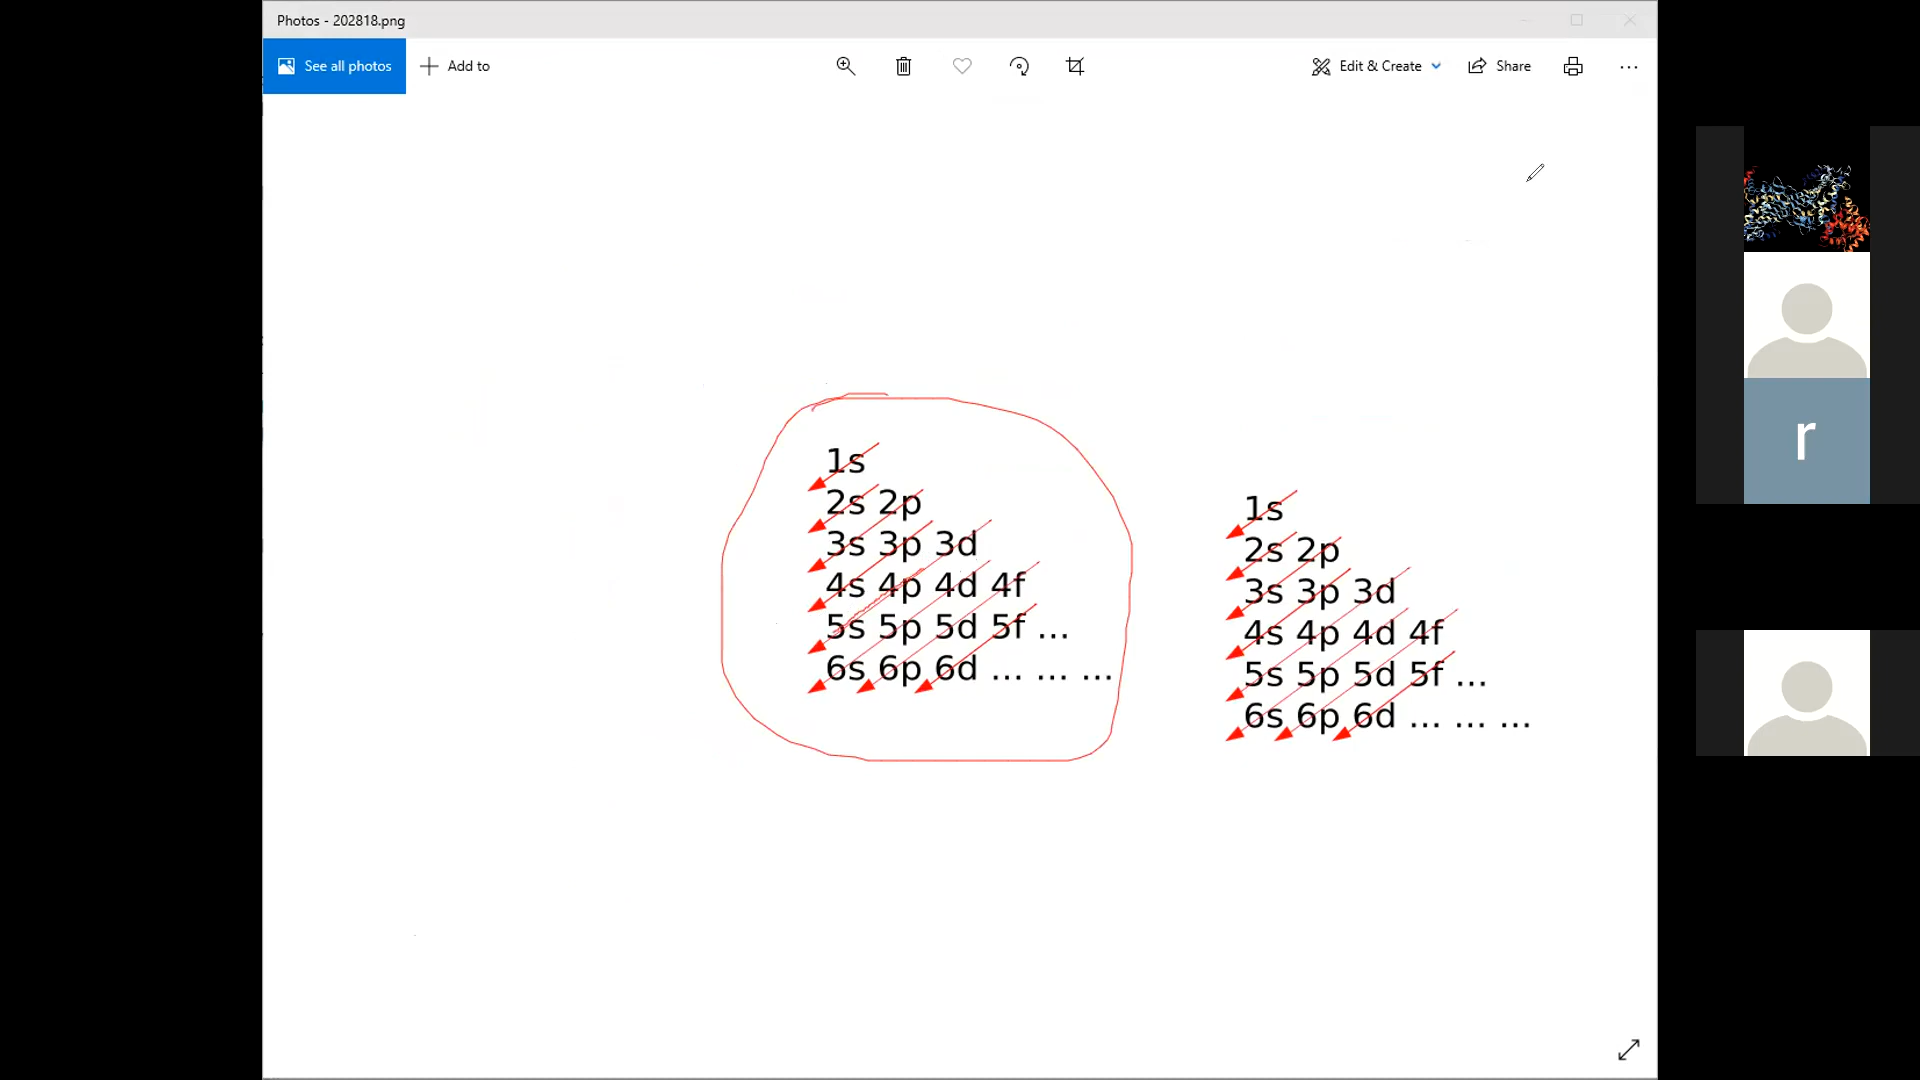 Photos - 202818.png
See all photos
Add to
Edit & Create
Share
1s
2s 2p
3s 3p 3d
4s 4p 4d 4f
5s 5p 5d 5f ...
6s 6p 6d ... ... ...
1s
2s 2p
3s 3p 3d
4s 4p 4d 4f
5s 5p 5d 5f ...
6s 6p 6d ... ... ...
r